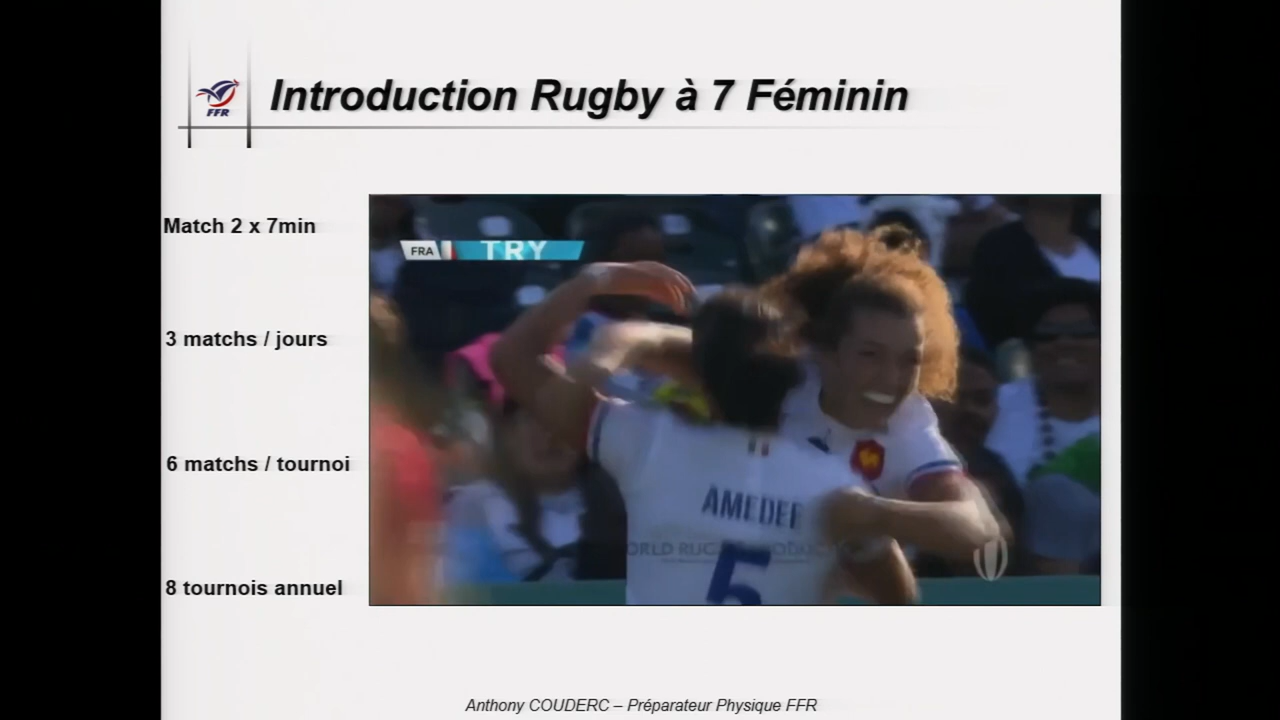 FFR
Introduction Rugby à 7 Féminin
Match 2 x 7min
3 matchs / jours
6 matchs / tournoi
8 tournois annuel
FRA TRY
AMEDEE
5
Anthony COUDERC – Préparateur Physique FFR